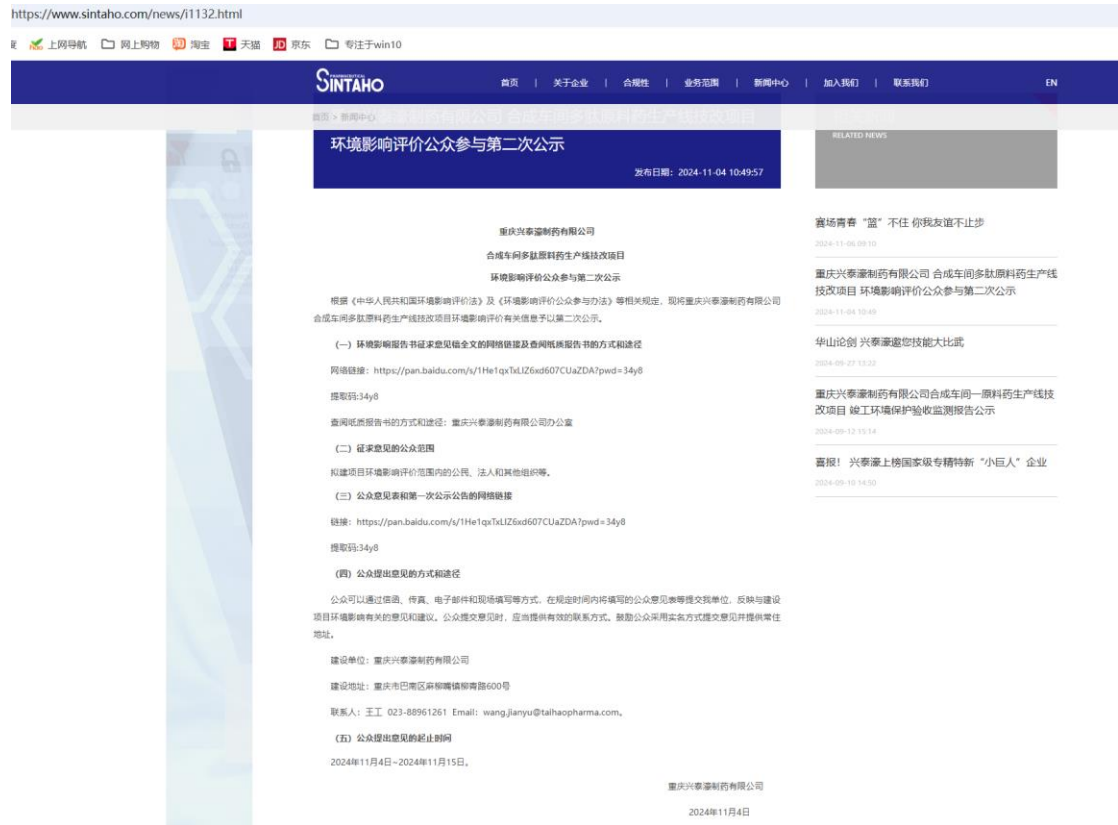 https://www.sintaho.com/news/i1132.html
上网导航 网上购物 淘宝 天猫 JD 京东 专注于win10
PHARMACEUTICAL
SINTAHO
首页 | 关于企业 | 合规性 | 业务范围 | 新闻中心 | 加入我们 | 联系我们 EN
首页 > 新闻中心
环境影响评价公众参与第二次公示
发布日期：2024-11-04 10:49:57
RELATED NEWS
重庆兴泰濠制药有限公司
合成车间多肽原料药生产线技改项目
环境影响评价公众参与第二次公示
根据《中华人民共和国环境影响评价法》及《环境影响评价公众参与办法》等相关规定，现将重庆兴泰濠制药有限公司
合成车间多肽原料药生产线技改项目环境影响评价有关信息予以第二次公示。
（一）环境影响报告书征求意见稿全文的网络链接及查阅纸质报告书的方式和途径
网络链接：https://pan.baidu.com/s/1He1qxTxLIZ6xd607CUaZDA?pwd=34y8
提取码:34y8
查阅纸质报告书的方式和途径：重庆兴泰濠制药有限公司办公室
（二）征求意见的公众范围
拟建项目环境影响评价范围内的公民、法人和其他组织等。
（三）公众意见表和第一次公示公告的网络链接
链接：https://pan.baidu.com/s/1He1qxTxLIZ6xd607CUaZDA?pwd=34y8
提取码:34y8
（四）公众提出意见的方式和途径
公众可以通过信函、传真、电子邮件和现场填写等方式，在规定时间内将填写的公众意见表等提交我单位，反映与建设
项目环境影响有关的意见和建议。公众提交意见时，应当提供有效的联系方式。鼓励公众采用实名方式提交意见并提供常住
地址。
建设单位：重庆兴泰濠制药有限公司
建设地址：重庆市巴南区麻柳嘴镇柳青路600号
联系人：王工 023-88961261 Email：wang.jianyu@taihaopharma.com。
（五）公众提出意见的起止时间
2024年11月4日~2024年11月15日。
重庆兴泰濠制药有限公司
2024年11月4日
赛场青春“篮”不住 你我友谊不止步
2024-11-06 09:10
重庆兴泰濠制药有限公司 合成车间多肽原料药生产线
技改项目 环境影响评价公众参与第二次公示
2024-11-04 10:49
华山论剑 兴泰濠邀您技能大比武
2024-09-27 13:22
重庆兴泰濠制药有限公司合成车间一原料药生产线技
改项目 竣工环境保护验收监测报告公示
2024-09-12 15:14
喜报！ 兴泰濠上榜国家级专精特新“小巨人”企业
2024-09-10 14:50